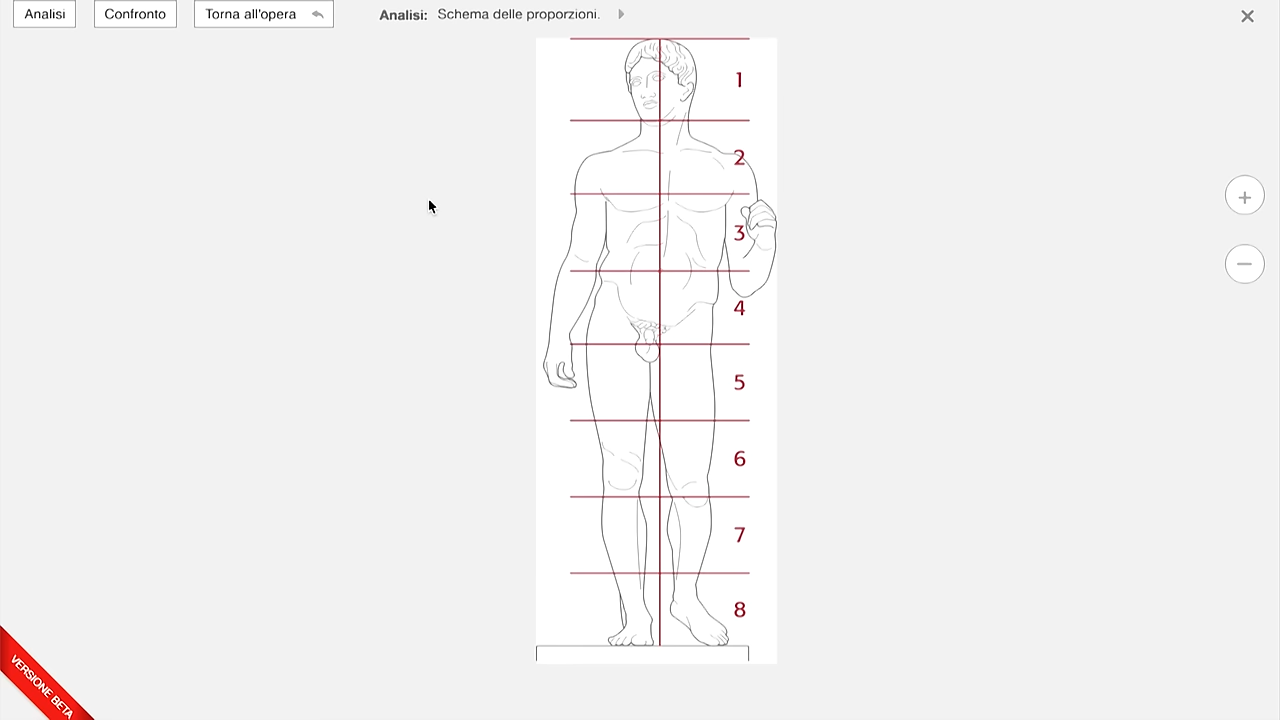 Analisi
Confronto
Torna all'opera
Analisi: Schema delle proporzioni.
1
2
3
4
5
6
7
8
VERSIONE BETA